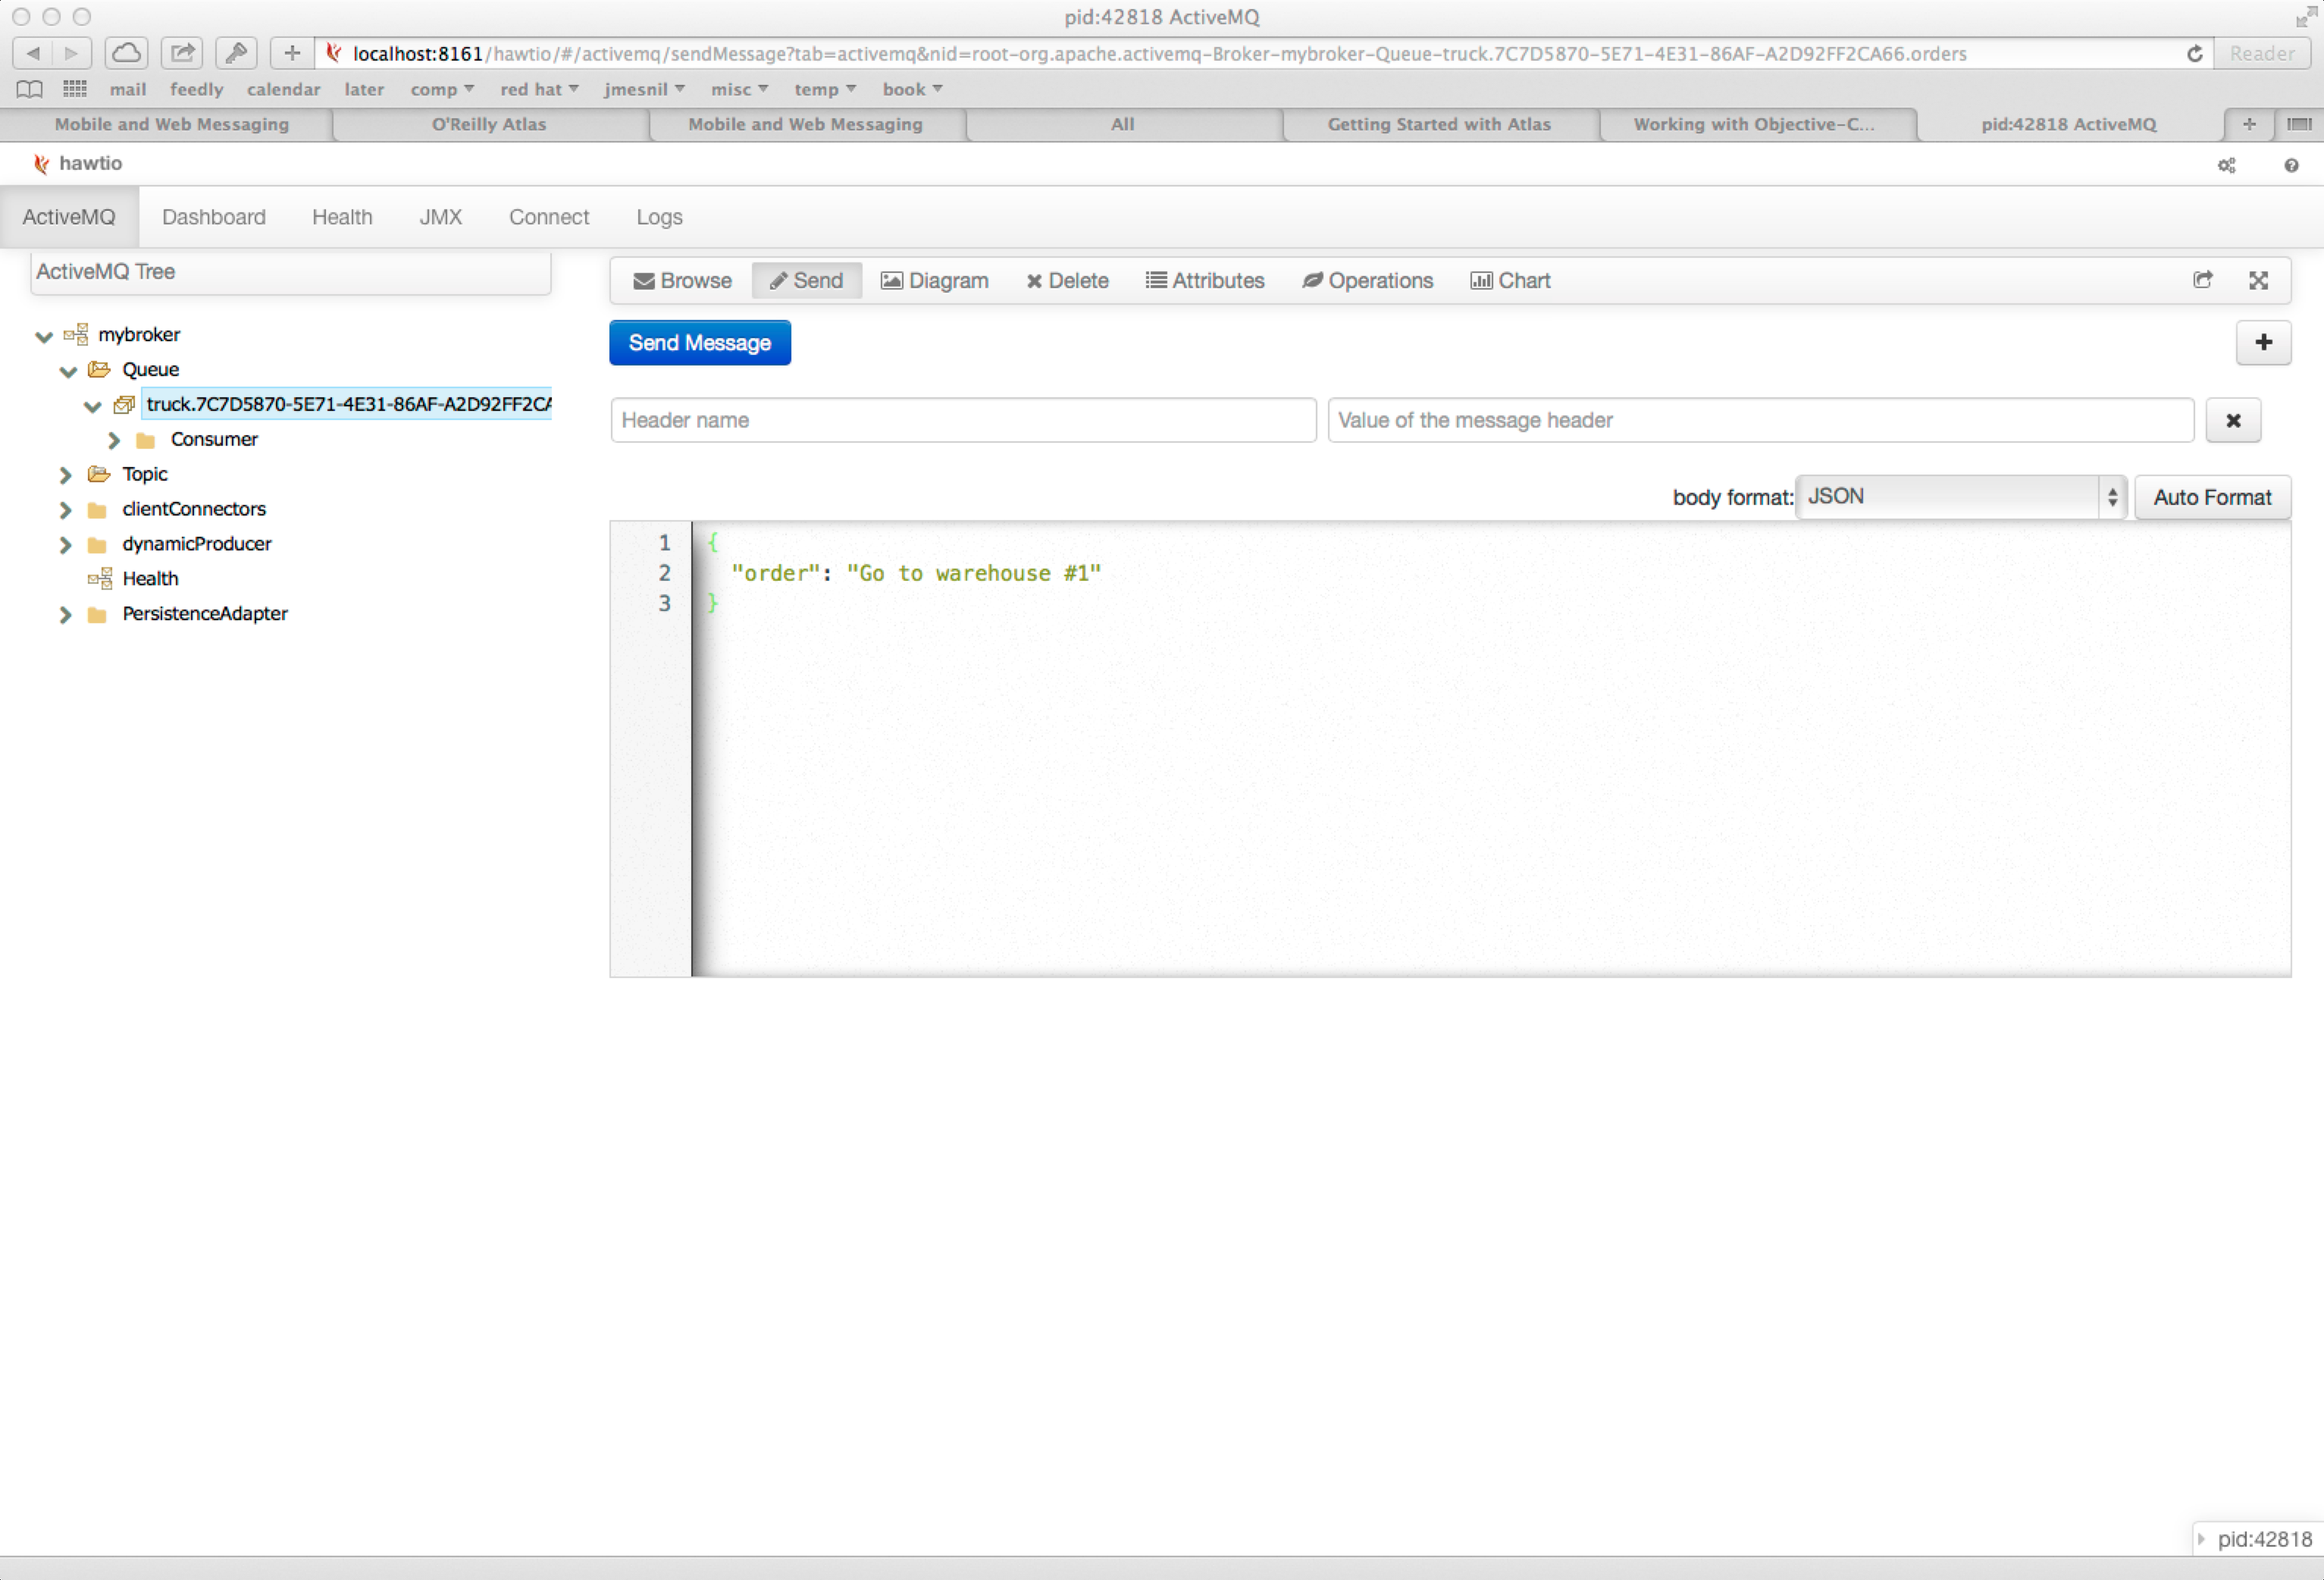 pid:42818 ActiveMQ
localhost:8161/hawtio/#/activemq/sendMessage?tab=activemq&nid=root-org.apache.activemq-Broker-mybroker-Queue-truck.7C7D5870-5E71-4E31-86AF-A2D92FF2CA66.orders Reader
mail feedly calendar later comp red hat jmesnil misc temp book
Mobile and Web Messaging O'Reilly Atlas Mobile and Web Messaging All Getting Started with Atlas Working with Objective-C... pid:42818 ActiveMQ
hawtio
ActiveMQ Dashboard Health JMX Connect Logs
ActiveMQ Tree
mybroker
Queue
truck.7C7D5870-5E71-4E31-86AF-A2D92FF2CA
Consumer
Topic
clientConnectors
dynamicProducer
Health
PersistenceAdapter
Browse Send Diagram Delete Attributes Operations Chart
Send Message
Header name Value of the message header
body format: JSON Auto Format
1 {
2 "order": "Go to warehouse #1"
3 }
pid:42818